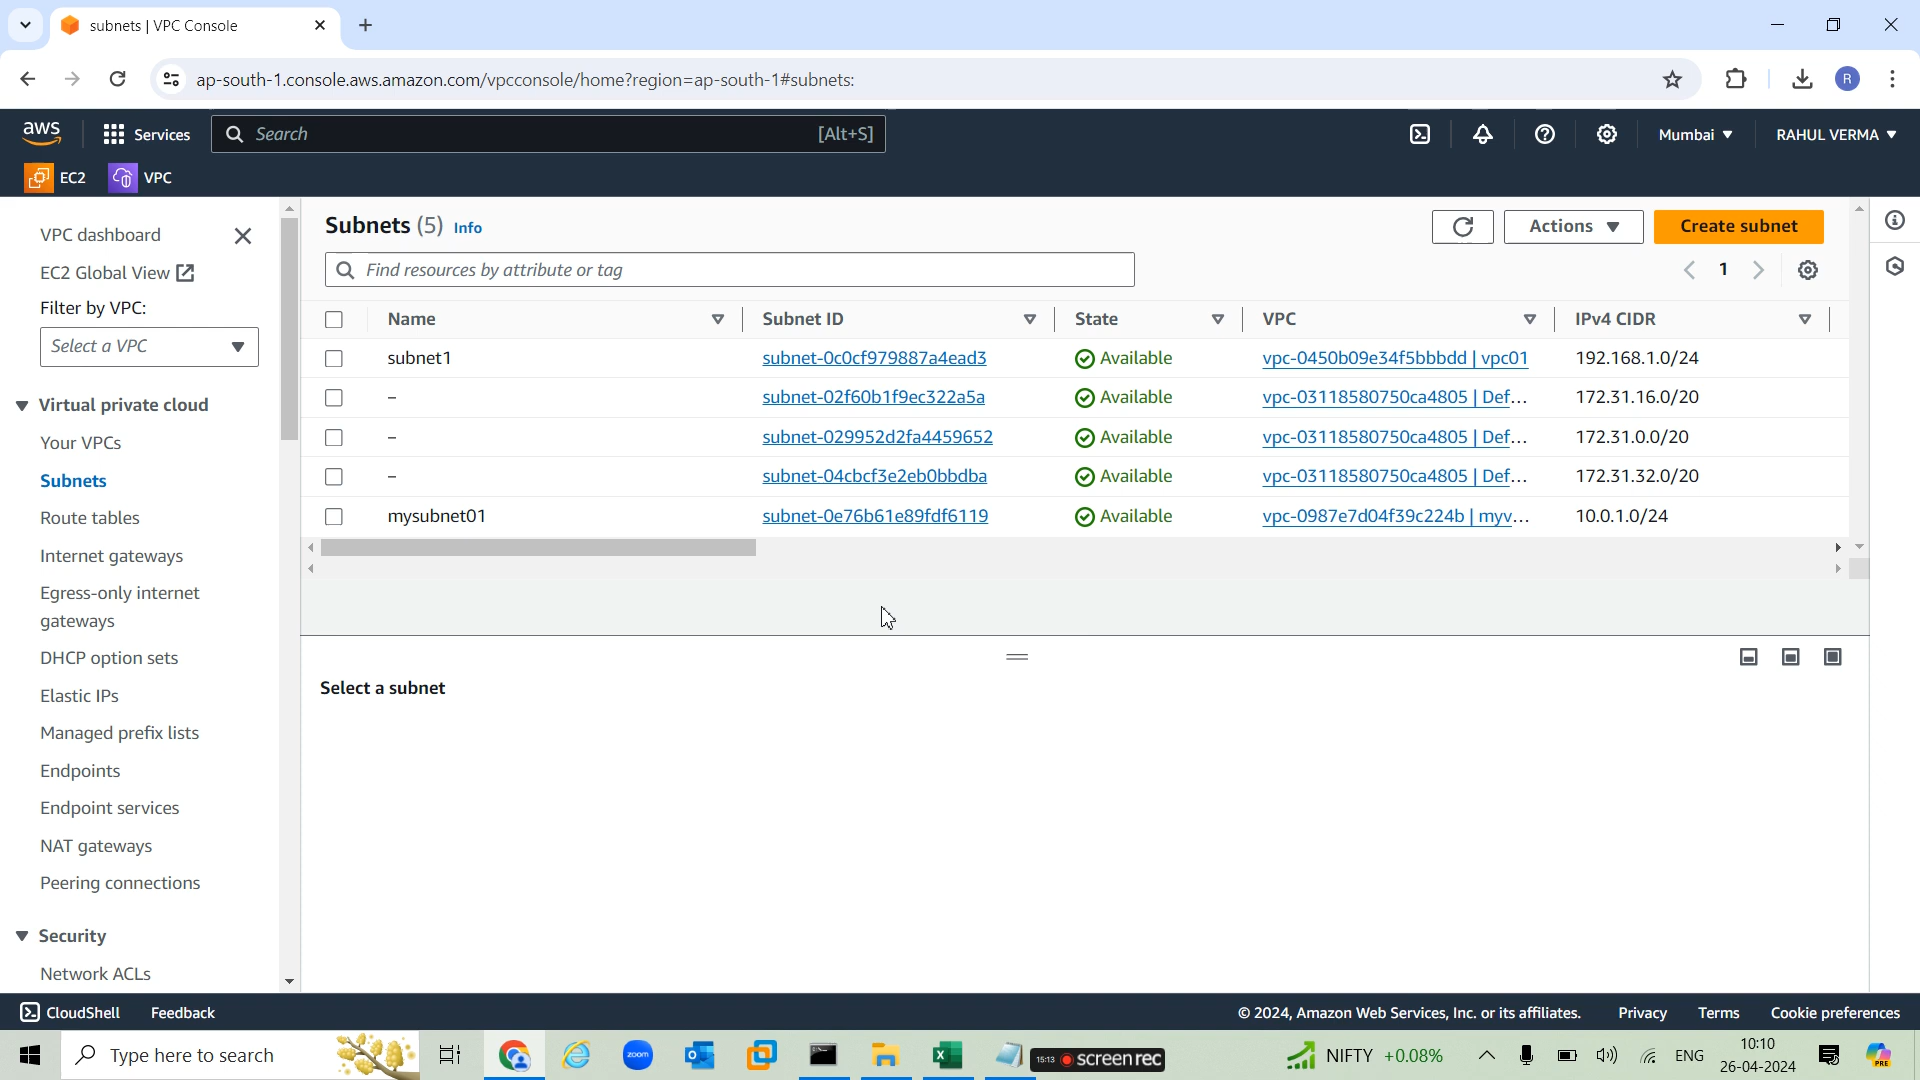 subnets | VPC Console
ap-south-1.console.aws.amazon.com/vpcconsole/home?region=ap-south-1#subnets:
R
aws
Services
Search
[Alt+S]
Mumbai
RAHUL VERMA
EC2
VPC
VPC dashboard
EC2 Global View
Filter by VPC:
Select a VPC
Virtual private cloud
Your VPCs
Subnets
Route tables
Internet gateways
Egress-only internet
gateways
DHCP option sets
Elastic IPs
Managed prefix lists
Endpoints
Endpoint services
NAT gateways
Peering connections
Security
Network ACLs
Subnets (5) Info
Actions
Create subnet
Find resources by attribute or tag
1
Name Subnet ID State VPC IPv4 CIDR
subnet1 subnet-0c0cf979887a4ead3 Available vpc-0450b09e34f5bbbdd | vpc01 192.168.1.0/24
– subnet-02f60b1f9ec322a5a Available vpc-03118580750ca4805 | Def... 172.31.16.0/20
– subnet-029952d2fa4459652 Available vpc-03118580750ca4805 | Def... 172.31.0.0/20
– subnet-04cbcf3e2eb0bbdba Available vpc-03118580750ca4805 | Def... 172.31.32.0/20
mysubnet01 subnet-0e76b61e89fdf6119 Available vpc-0987e7d04f39c224b | myv... 10.0.1.0/24
Select a subnet
CloudShell
Feedback
© 2024, Amazon Web Services, Inc. or its affiliates.
Privacy
Terms
Cookie preferences
Type here to search
zoom
15:13 screen rec
NIFTY +0.08%
ENG
10:10
26-04-2024
PRE